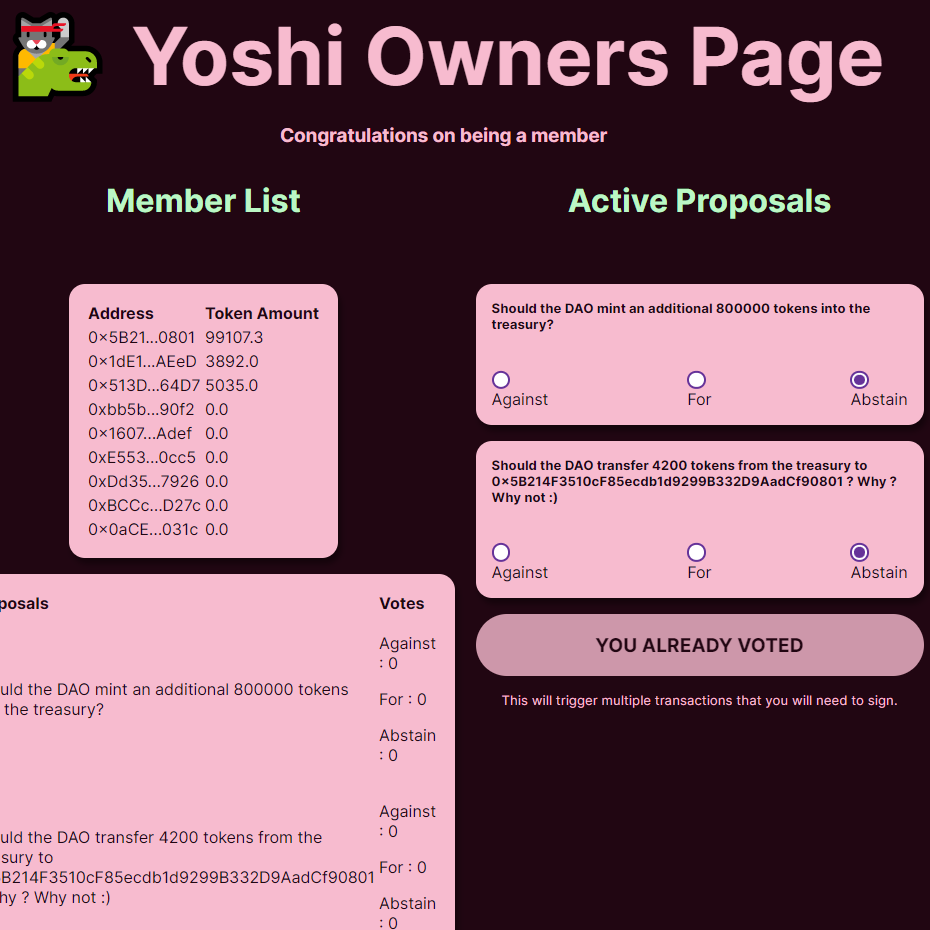 Yoshi Owners Page
Congratulations on being a member
Member List
Address Token Amount
0×5B21...0801 99107.3
0×1dE1...AEeD 3892.0
0×513D...64D7 5035.0
0xbb5b...90f2 0.0
0×1607...Adef 0.0
0xE553...0cc5 0.0
0xDd35...7926 0.0
0xBCCc...D27c 0.0
0×0aCE...031c 0.0
posals Votes
Against
: 0
uld the DAO mint an additional 800000 tokens
the treasury?
For : 0
Abstain
: 0
Against
: 0
uld the DAO transfer 4200 tokens from the
sury to
B214F3510cF85ecdb1d9299B332D9AadCf90801
hy ? Why not :)
For : 0
Abstain
: 0
Active Proposals
Should the DAO mint an additional 800000 tokens into the
treasury?
Against For Abstain
Should the DAO transfer 4200 tokens from the treasury to
0×5B214F3510cF85ecdb1d9299B332D9AadCf90801 ? Why ?
Why not :)
Against For Abstain
YOU ALREADY VOTED
This will trigger multiple transactions that you will need to sign.